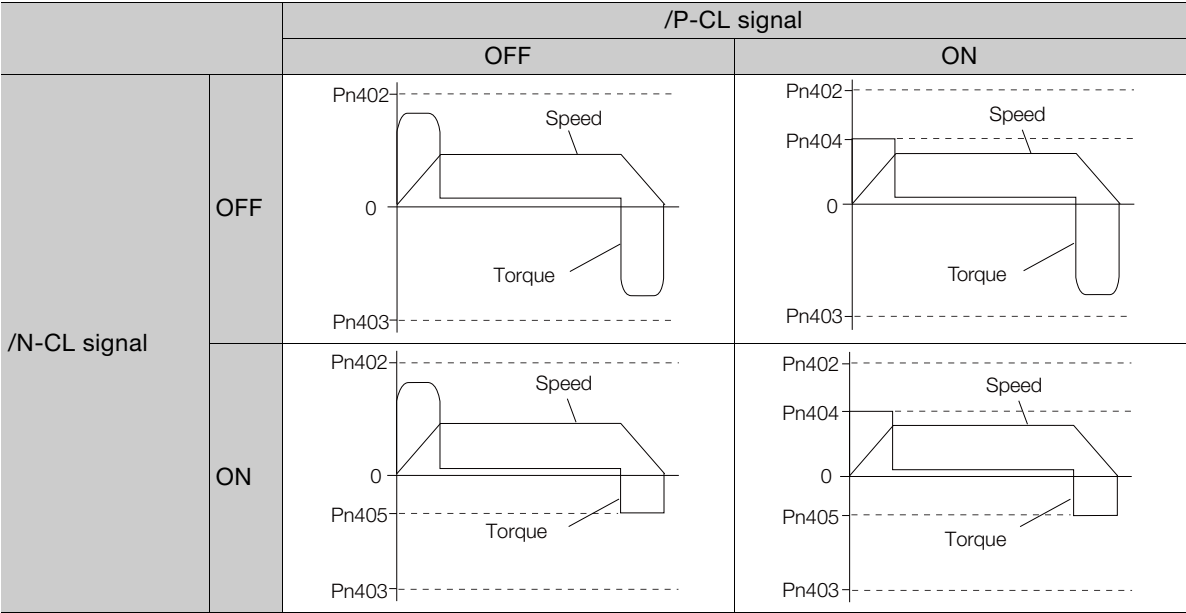 /P-CL signal
OFF
ON
/N-CL signal
OFF
Pn402
Speed
0
Torque
Pn403
Pn402
Speed
Pn404
0
Torque
Pn403
ON
Pn402
Speed
0
Pn405
Torque
Pn403
Pn402
Speed
Pn404
0
Pn405
Torque
Pn403